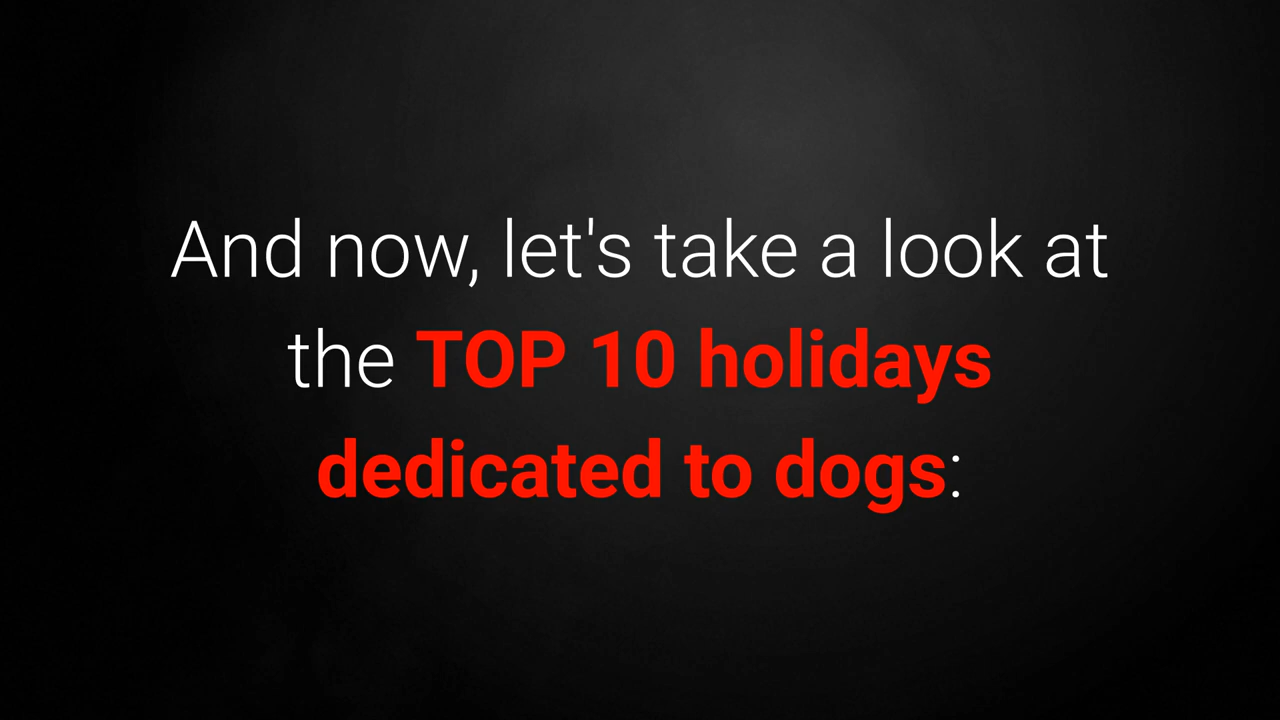 And now, let's take a look at
the TOP 10 holidays
dedicated to dogs: